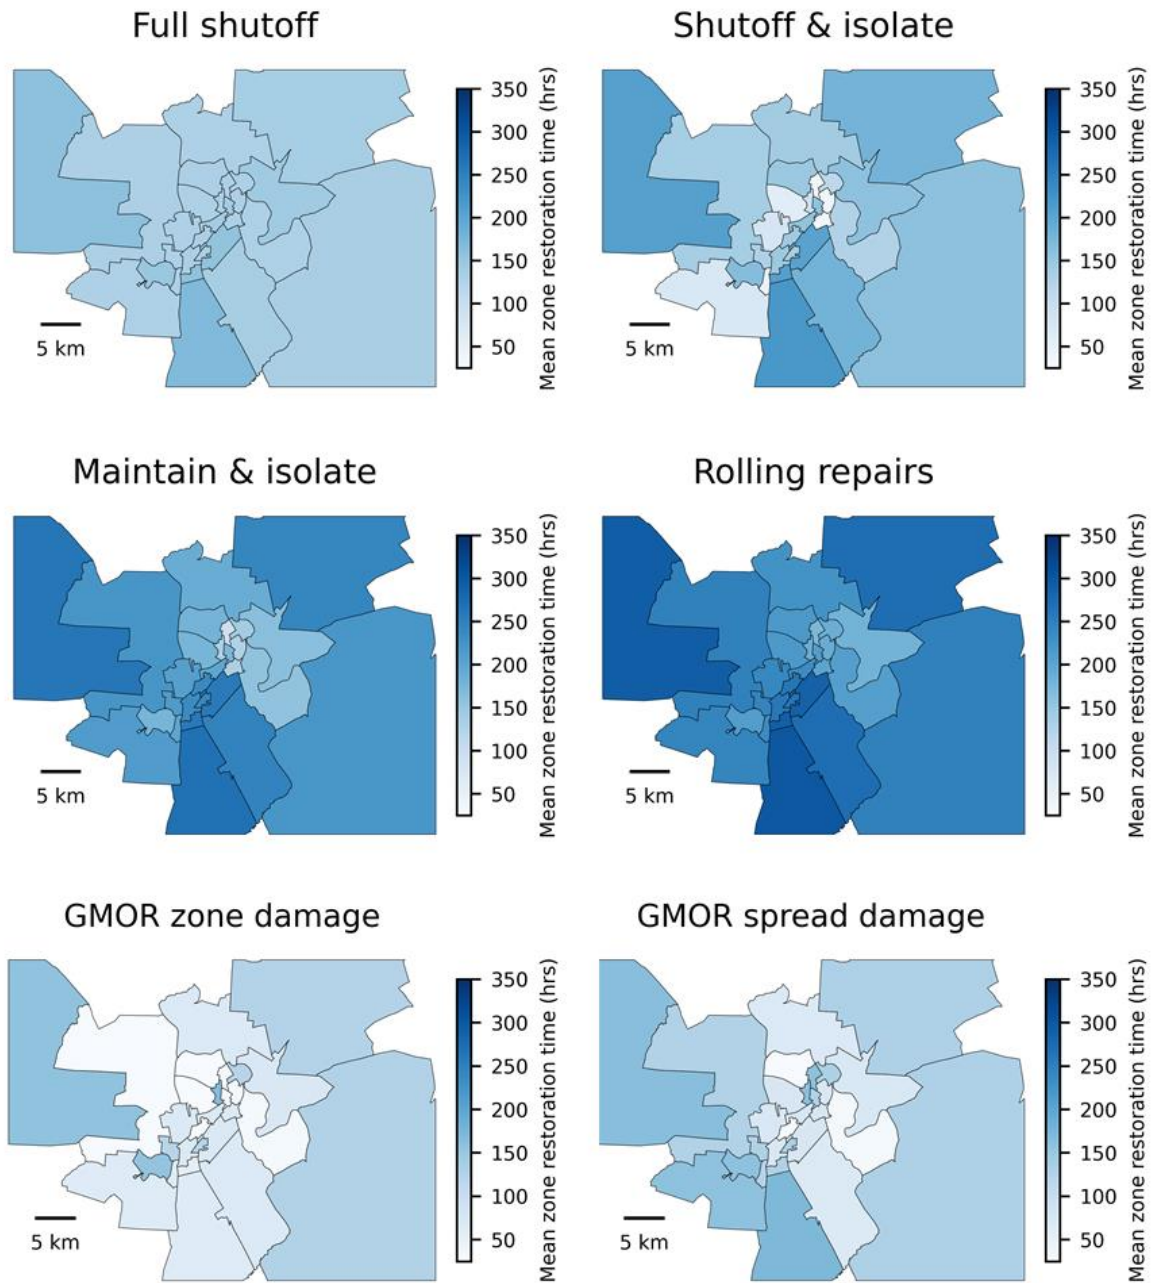 Full shutoff
Shutoff & isolate
350
300
250
200
150
100
50
Mean zone restoration time (hrs)
5 km
350
300
250
200
150
100
50
Mean zone restoration time (hrs)
5 km
Maintain & isolate
Rolling repairs
350
300
250
200
150
100
50
Mean zone restoration time (hrs)
5 km
350
300
250
200
150
100
50
Mean zone restoration time (hrs)
5 km
GMOR zone damage
GMOR spread damage
350
300
250
200
150
100
50
Mean zone restoration time (hrs)
5 km
350
300
250
200
150
100
50
Mean zone restoration time (hrs)
5 km